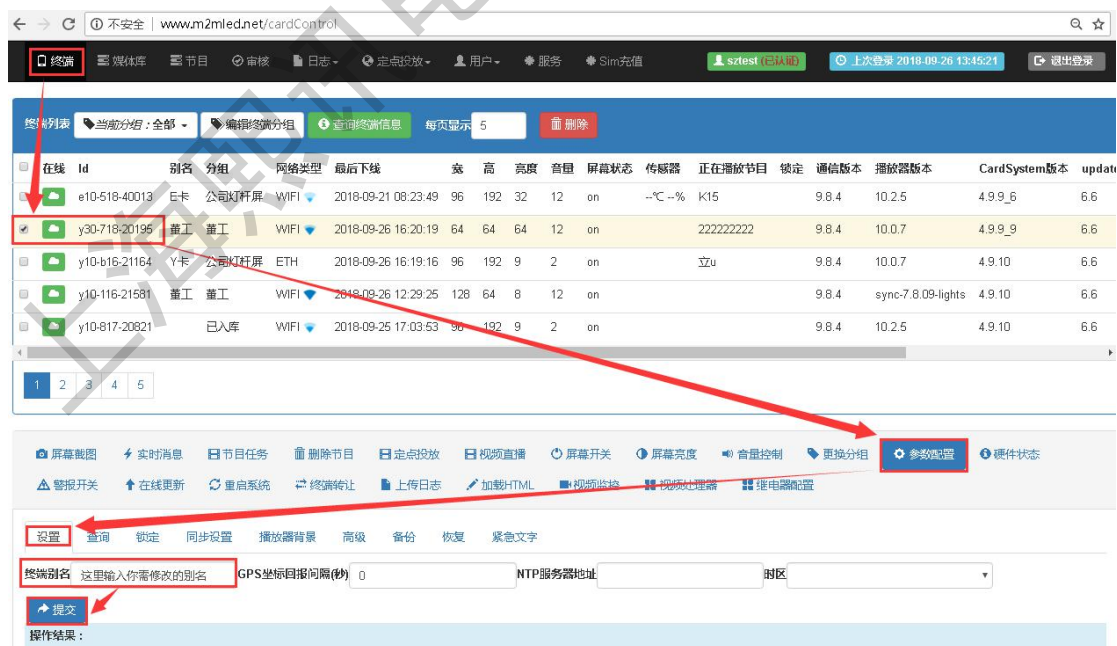 不安全 | www.m2mled.net/cardControl
终端 媒体库 节目 审核 日志 定点投放 用户 服务 Sim充值 sztest (已认证) 上次登录 2018-09-26 13:45:21 退出登录
终端列表 当前分组 : 全部 编辑终端分组 查询终端信息 每页显示 5 删除
在线 Id 别名 分组 网络类型 最后下线 宽 高 亮度 音量 屏幕状态 传感器 正在播放节目 锁定 通信版本 播放器版本 CardSystem版本 update
e10-518-40013 E卡 公司灯杆屏 WIFI 2018-09-21 08:23:49 96 192 32 12 on --℃ --% K15 9.8.4 10.2.5 4.9.9_6 6.6
y30-718-20195 董工 董工 WIFI 2018-09-26 16:20:19 64 64 64 12 on 222222222 9.8.4 10.0.7 4.9.9_9 6.6
y10-b16-21164 Y卡 公司灯杆屏 ETH 2018-09-26 16:19:16 96 192 9 2 on 立u 9.8.4 10.0.7 4.9.10 6.6
y10-116-21581 董工 董工 WIFI 2018-09-26 12:29:25 128 64 8 12 on 9.8.4 sync-7.8.09-lights 4.9.10 6.6
y10-817-20821 已入库 WIFI 2018-09-25 17:03:53 96 192 9 2 on 9.8.4 10.2.5 4.9.10 6.6
1 2 3 4 5
屏幕截图 实时消息 节目任务 删除节目 定点投放 视频直播 屏幕开关 屏幕亮度 音量控制 更换分组 参数配置 硬件状态
警报开关 在线更新 重启系统 终端转让 上传日志 加载HTML 视频监控 视频处理器 继电器配置
设置 查询 锁定 同步设置 播放器背景 高级 备份 恢复 紧急文字
终端别名 这里输入你需修改的别名 GPS坐标回报间隔(秒) 0 NTP服务器地址 时区
提交
操作结果：
上海熙讯电